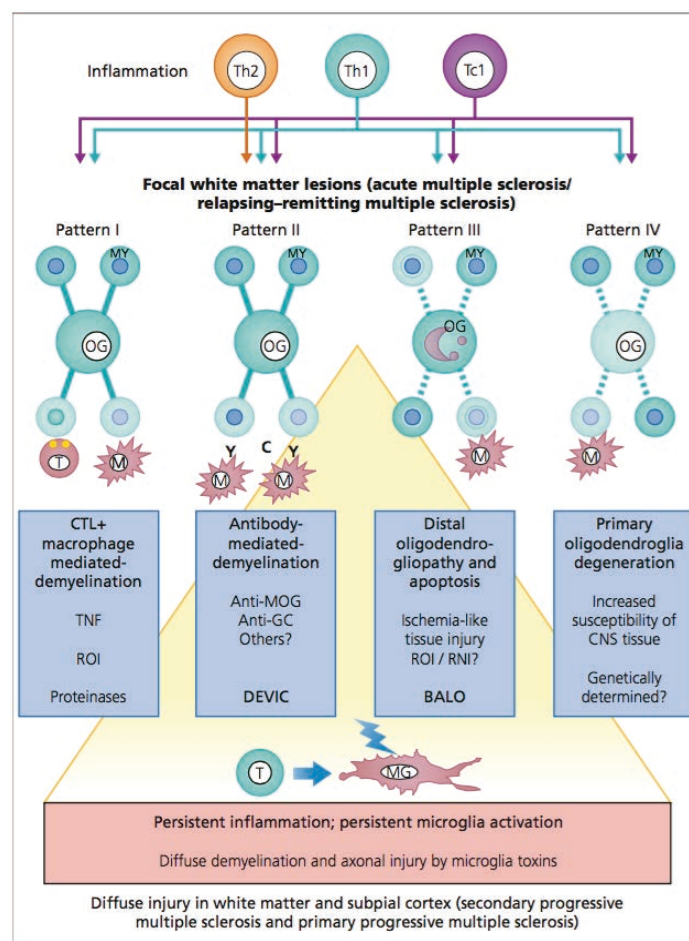 Inflammation
Th2
Th1
Tc1
Focal white matter lesions (acute multiple sclerosis/
relapsing–remitting multiple sclerosis)
Pattern I
Pattern II
Pattern III
Pattern IV
MY
MY
MY
MY
OG
OG
OG
OG
T
M
Y
C
Y
M
M
M
M
CTL+
macrophage
mediated-
demyelination
TNF
ROI
Proteinases
Antibody-
mediated-
demyelination
Anti-MOG
Anti-GC
Others?
DEVIC
Distal
oligodendro-
gliopathy and
apoptosis
Ischemia-like
tissue injury
ROI / RNI?
BALO
Primary
oligodendroglia
degeneration
Increased
susceptibility of
CNS tissue
Genetically
determined?
T
MG
Persistent inflammation; persistent microglia activation
Diffuse demyelination and axonal injury by microglia toxins
Diffuse injury in white matter and subpial cortex (secondary progressive
multiple sclerosis and primary progressive multiple sclerosis)